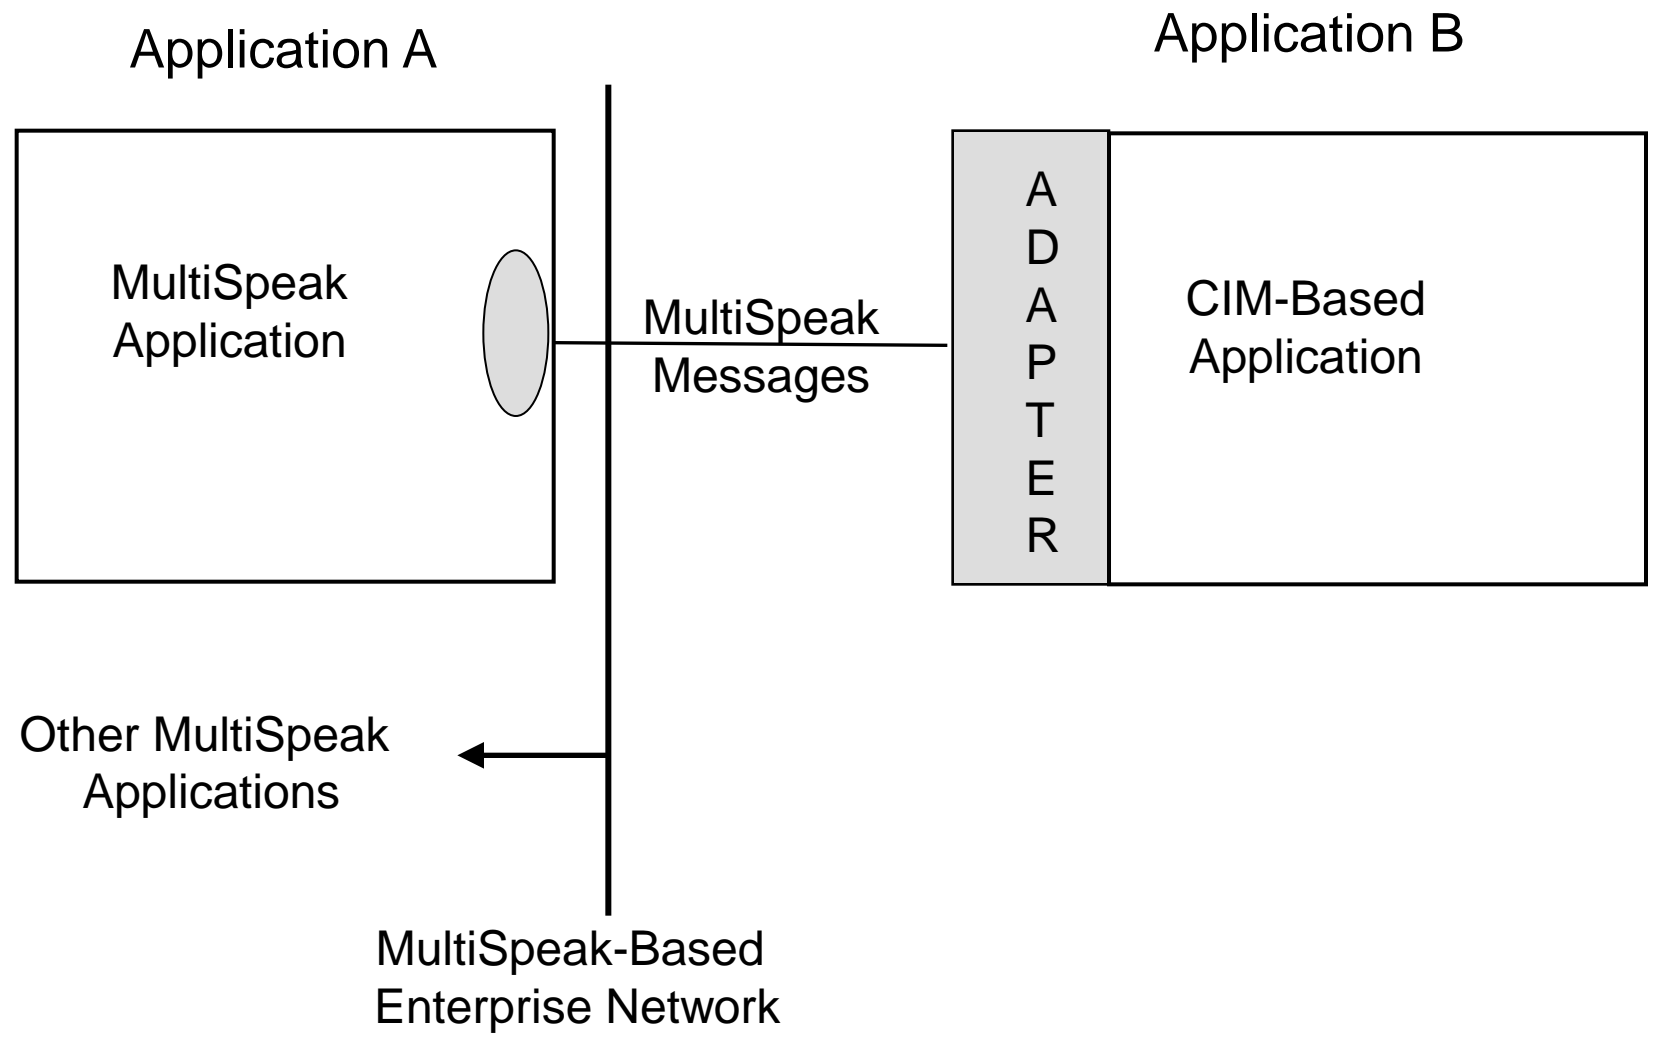 Application A
Application B
MultiSpeak
Application
MultiSpeak
Messages
A
D
A
P
T
E
R
CIM-Based
Application
Other MultiSpeak
Applications
MultiSpeak-Based
Enterprise Network